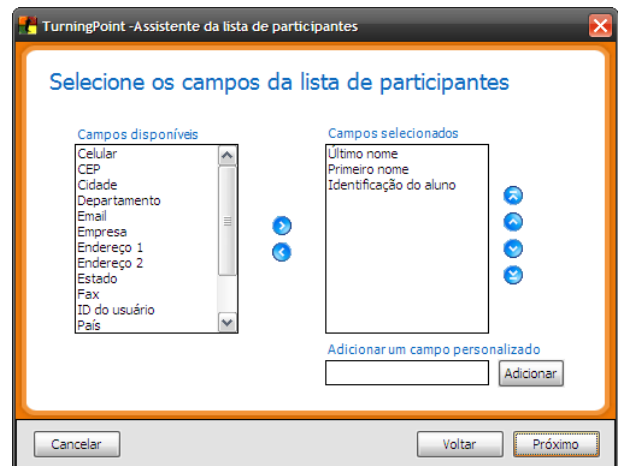 TurningPoint -Assistente da lista de participantes
Selecione os campos da lista de participantes
Campos disponíveis
Celular
CEP
Cidade
Departamento
Email
Empresa
Endereço 1
Endereço 2
Estado
Fax
ID do usuário
País
Campos selecionados
Último nome
Primeiro nome
Identificação do aluno
Adicionar um campo personalizado
Adicionar
Cancelar
Voltar
Próximo